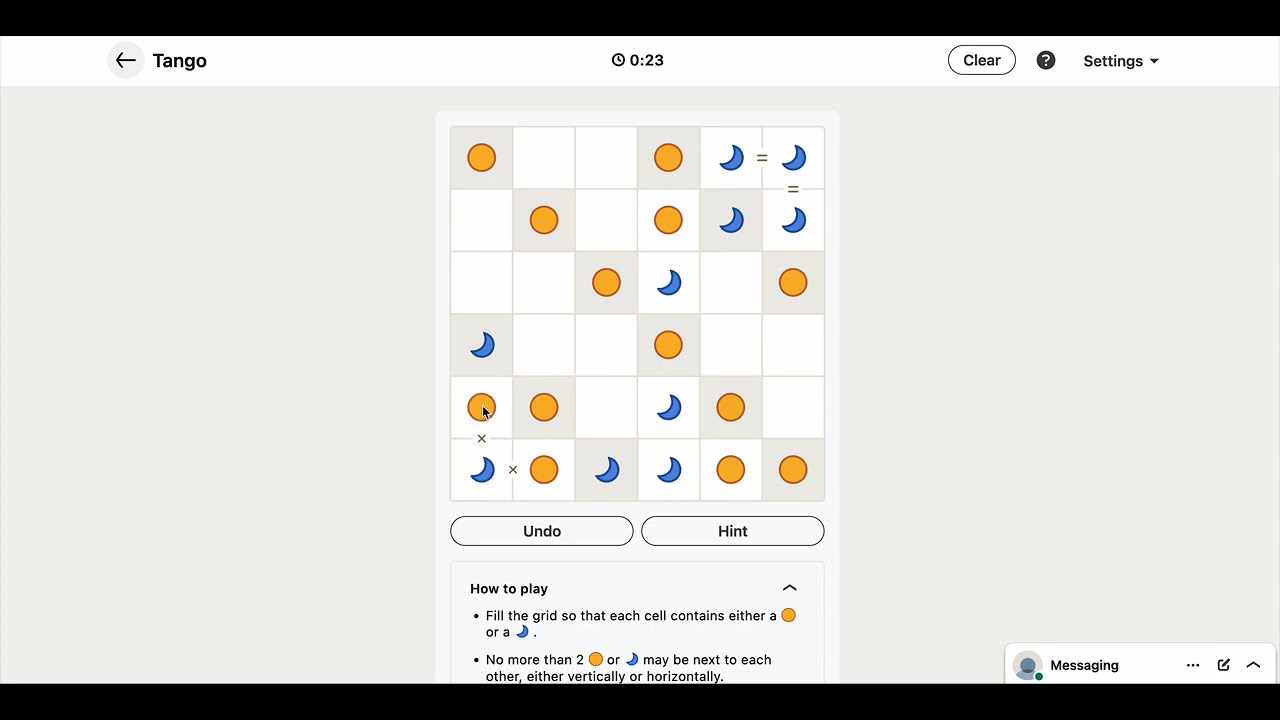 Tango
0:23
Clear
?
Settings
=
=
×
×
Undo
Hint
How to play
• Fill the grid so that each cell contains either a
or a .
• No more than 2 or may be next to each
other, either vertically or horizontally.
Messaging